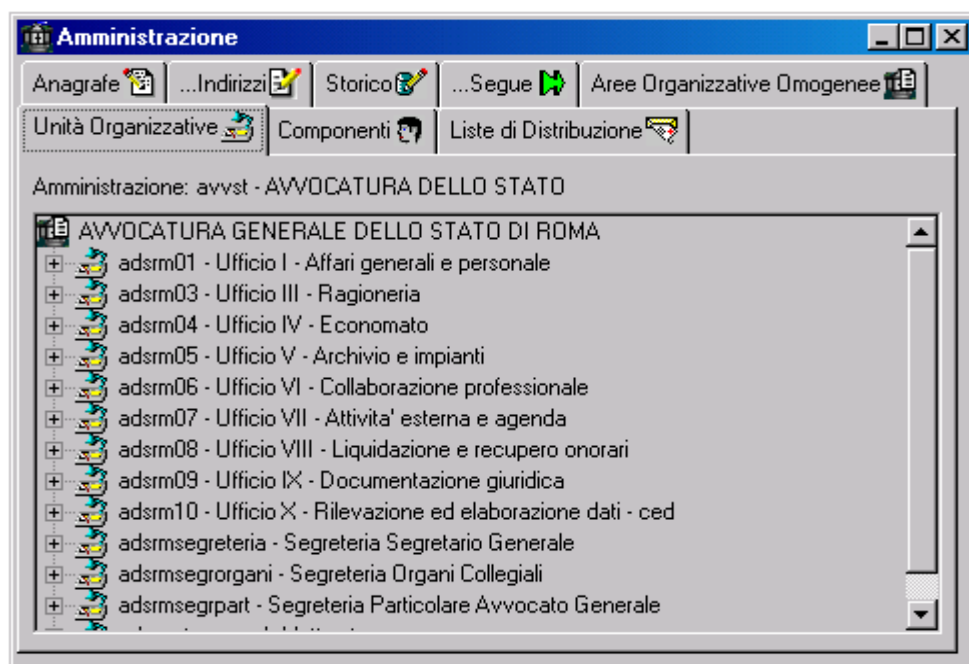 Amministrazione
Anagrafe ...Indirizzi Storico ...Segue Aree Organizzative Omogenee
Unità Organizzative Componenti Liste di Distribuzione
Amministrazione: avvst - AVVOCATURA DELLO STATO
AVVOCATURA GENERALE DELLO STATO DI ROMA
adsrm01 - Ufficio I - Affari generali e personale
adsrm03 - Ufficio III - Ragioneria
adsrm04 - Ufficio IV - Economato
adsrm05 - Ufficio V - Archivio e impianti
adsrm06 - Ufficio VI - Collaborazione professionale
adsrm07 - Ufficio VII - Attivita' esterna e agenda
adsrm08 - Ufficio VIII - Liquidazione e recupero onorari
adsrm09 - Ufficio IX - Documentazione giuridica
adsrm10 - Ufficio X - Rilevazione ed elaborazione dati - ced
adsrmsegreteria - Segreteria Segretario Generale
adsrmsegrorgani - Segreteria Organi Collegiali
adsrmsegrpart - Segreteria Particolare Avvocato Generale